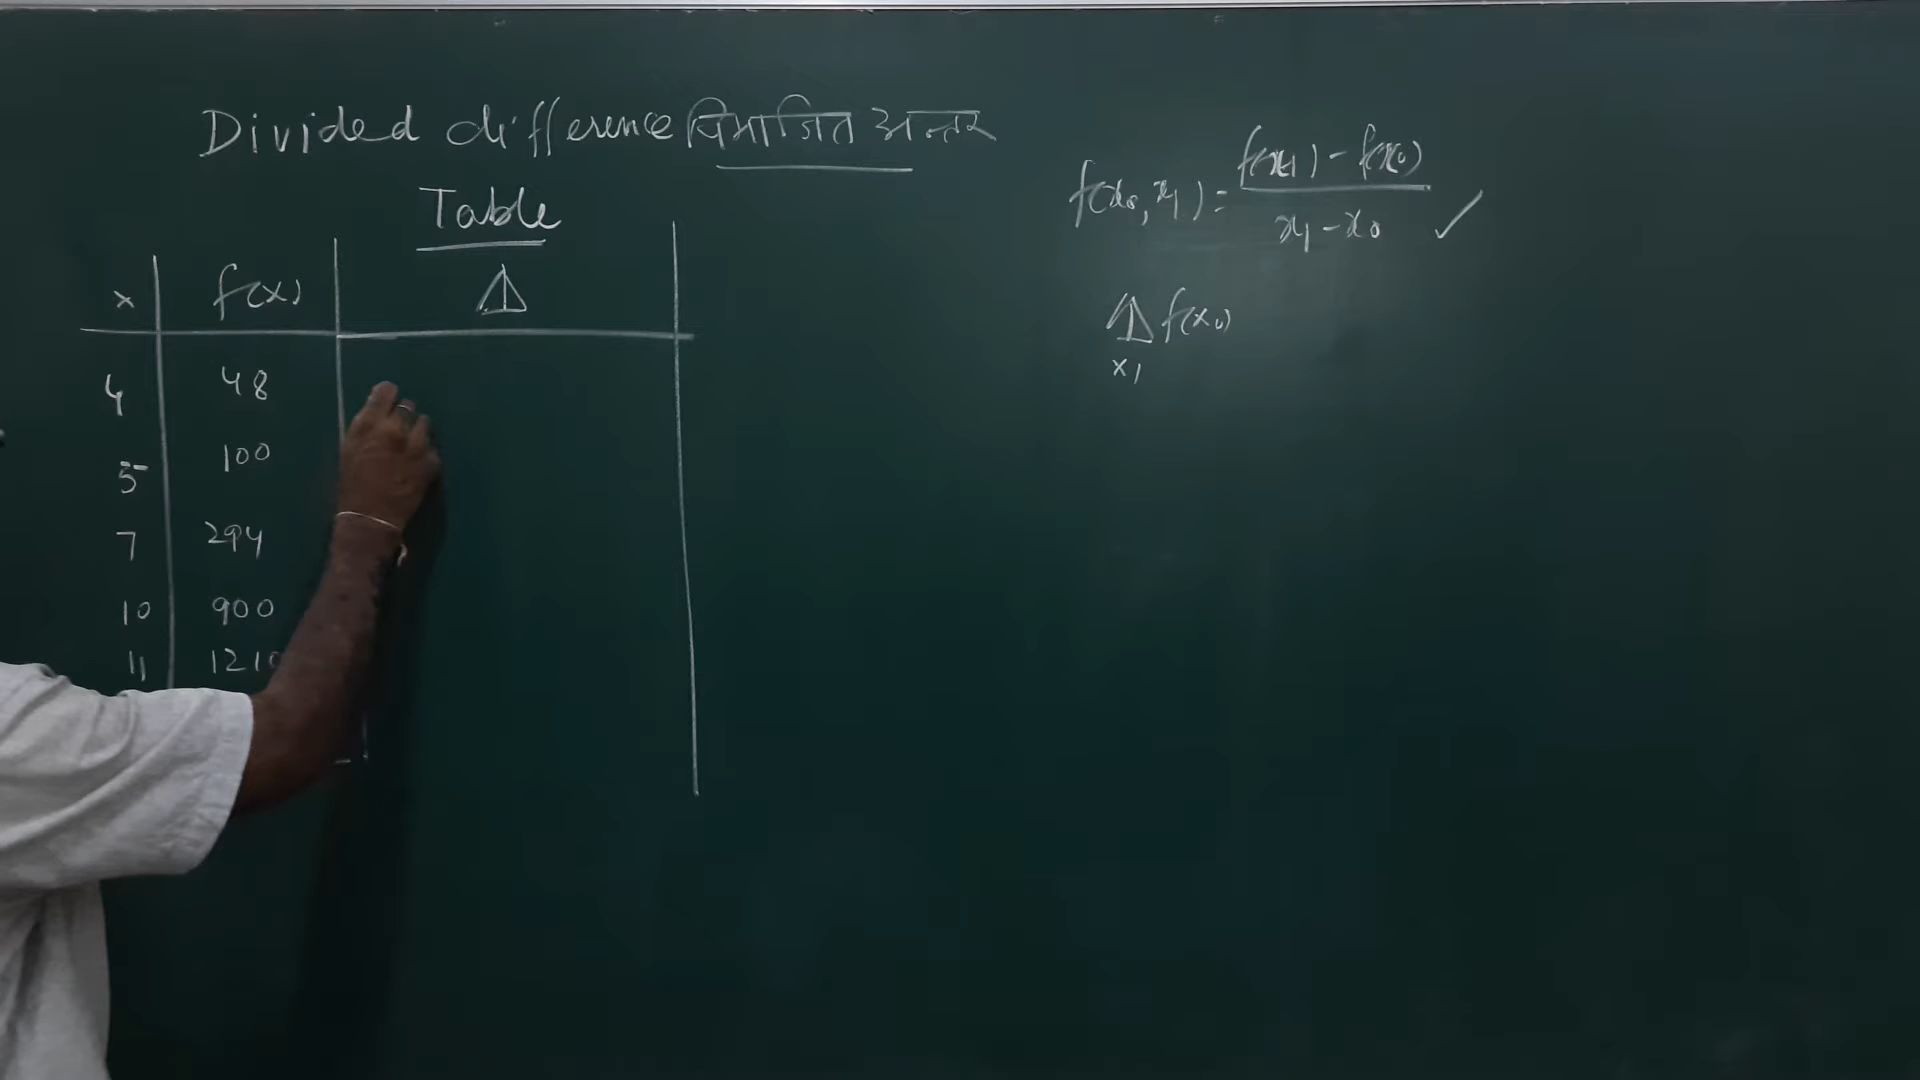 Divided difference विभाजित अन्तर
Table
x f(x) ⍋
4 48
5 100
7 294
10 900
11 1210
f(x₀, x₁) = f(x₁) - f(x₀) / x₁ - x₀ ✓
⍋ f(x₀)
x₁